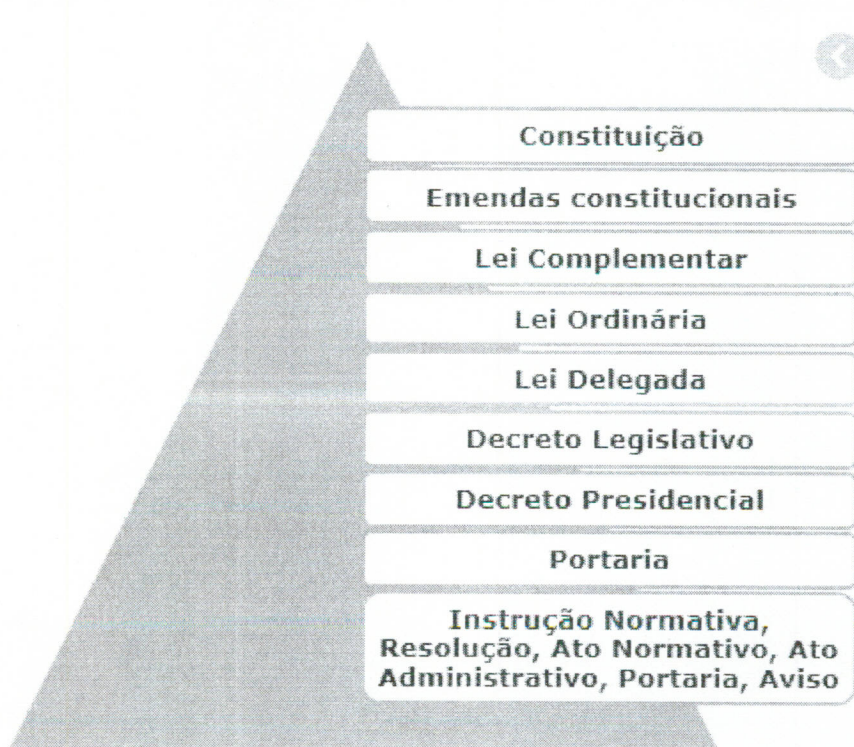 Constituição
Emendas constitucionais
Lei Complementar
Lei Ordinária
Lei Delegada
Decreto Legislativo
Decreto Presidencial
Portaria
Instrução Normativa,
Resolução, Ato Normativo, Ato
Administrativo, Portaria, Aviso